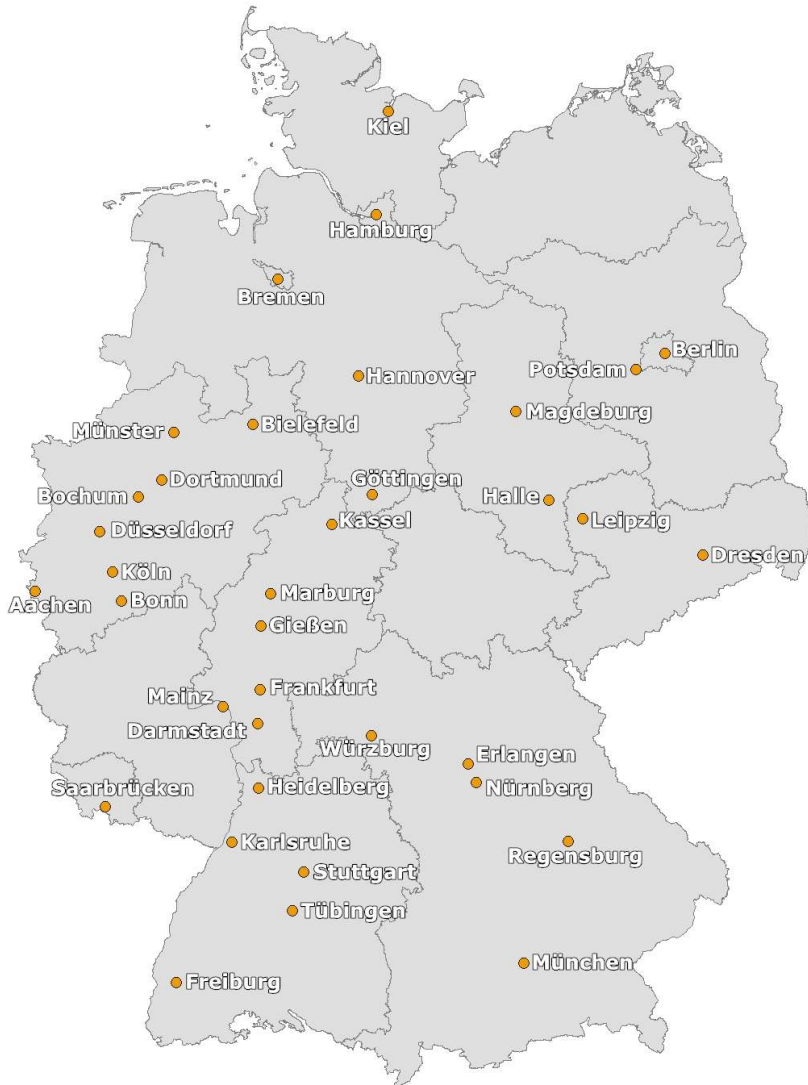 Kiel
Hamburg
Bremen
Berlin
Potsdam
Hannover
Magdeburg
Bielefeld
Münster
Dortmund
Göttingen
Bochum
Halle
Leipzig
Kassel
Düsseldorf
Dresden
Köln
Marburg
Aachen
Bonn
Gießen
Frankfurt
Mainz
Darmstadt
Würzburg
Erlangen
Saarbrücken
Heidelberg
Nürnberg
Karlsruhe
Regensburg
Stuttgart
Tübingen
München
Freiburg